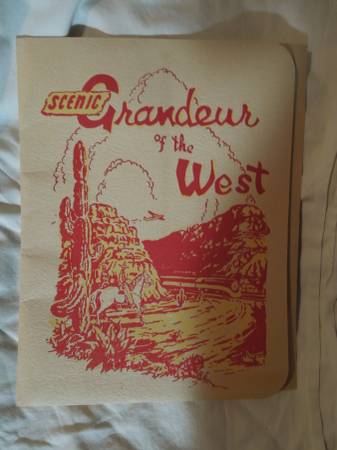 SCENIC Grandeur
of the
West